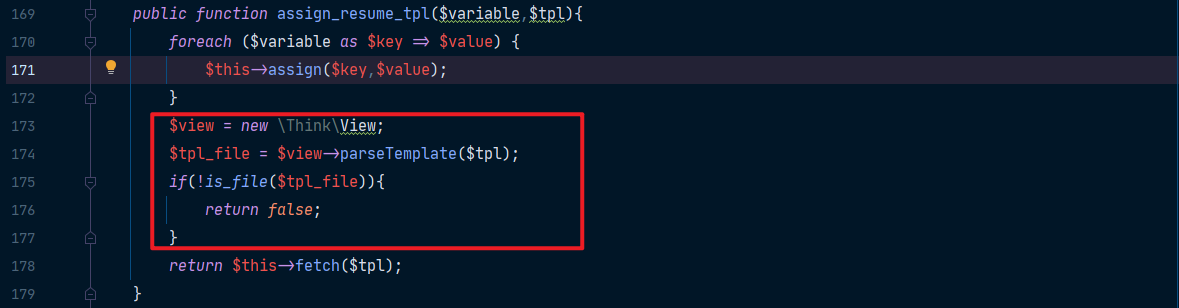 169 public function assign_resume_tpl($variable,$tpl){
170 foreach ($variable as $key => $value) {
171 $this->assign($key,$value);
172 }
173 $view = new \Think\View;
174 $tpl_file = $view->parseTemplate($tpl);
175 if(!is_file($tpl_file)){
176 return false;
177 }
178 return $this->fetch($tpl);
179 }